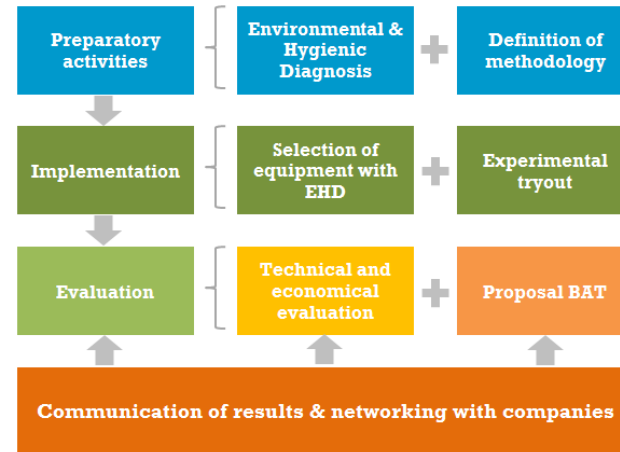 Preparatory
activities
Environmental &
Hygienic
Diagnosis
Definition of
methodology
Implementation
Selection of
equipment with
EHD
Experimental
tryout
Evaluation
Technical and
economical
evaluation
Proposal BAT
Communication of results & networking with companies